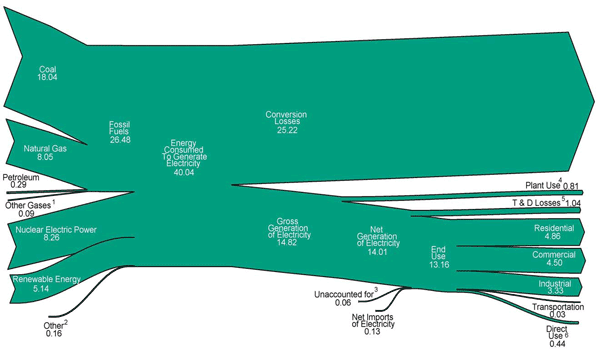 Coal
18.04
Natural Gas
8.05
Petroleum
0.29
Other Gases 1
0.09
Nuclear Electric Power
8.26
Renewable Energy
5.14
Other 2
0.16
Fossil
Fuels
26.48
Energy
Consumed
To Generate
Electricity
40.04
Conversion
Losses
25.22
Gross
Generation
of Electricity
14.82
Net
Generation
of Electricity
14.01
Unaccounted for 3
0.06
Net Imports
of Electricity
0.13
End
Use
13.16
Plant Use 4 0.81
T & D Losses 5 1.04
Residential
4.86
Commercial
4.50
Industrial
3.33
Transportation
0.03
Direct
Use 6
0.44